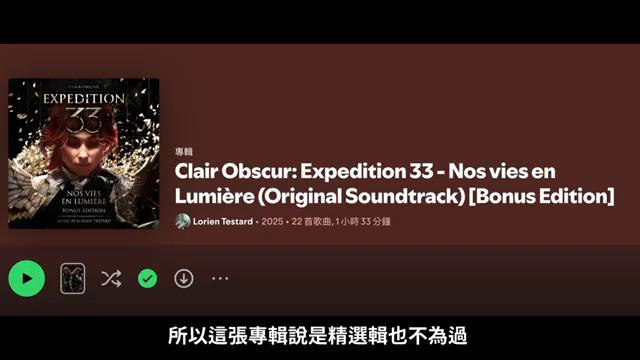 CLAIR OBSCUR
EXPEDITION
33
NOS VIES
EN LUMIÈRE
BONUS EDITION
MUSIC BY LORIEN TESTARD
專輯
Clair Obscur: Expedition 33 - Nos vies en
Lumière (Original Soundtrack) [Bonus Edition]
Lorien Testard • 2025 • 22 首歌曲, 1 小時 33 分鐘
所以這張專輯說是精選輯也不為過